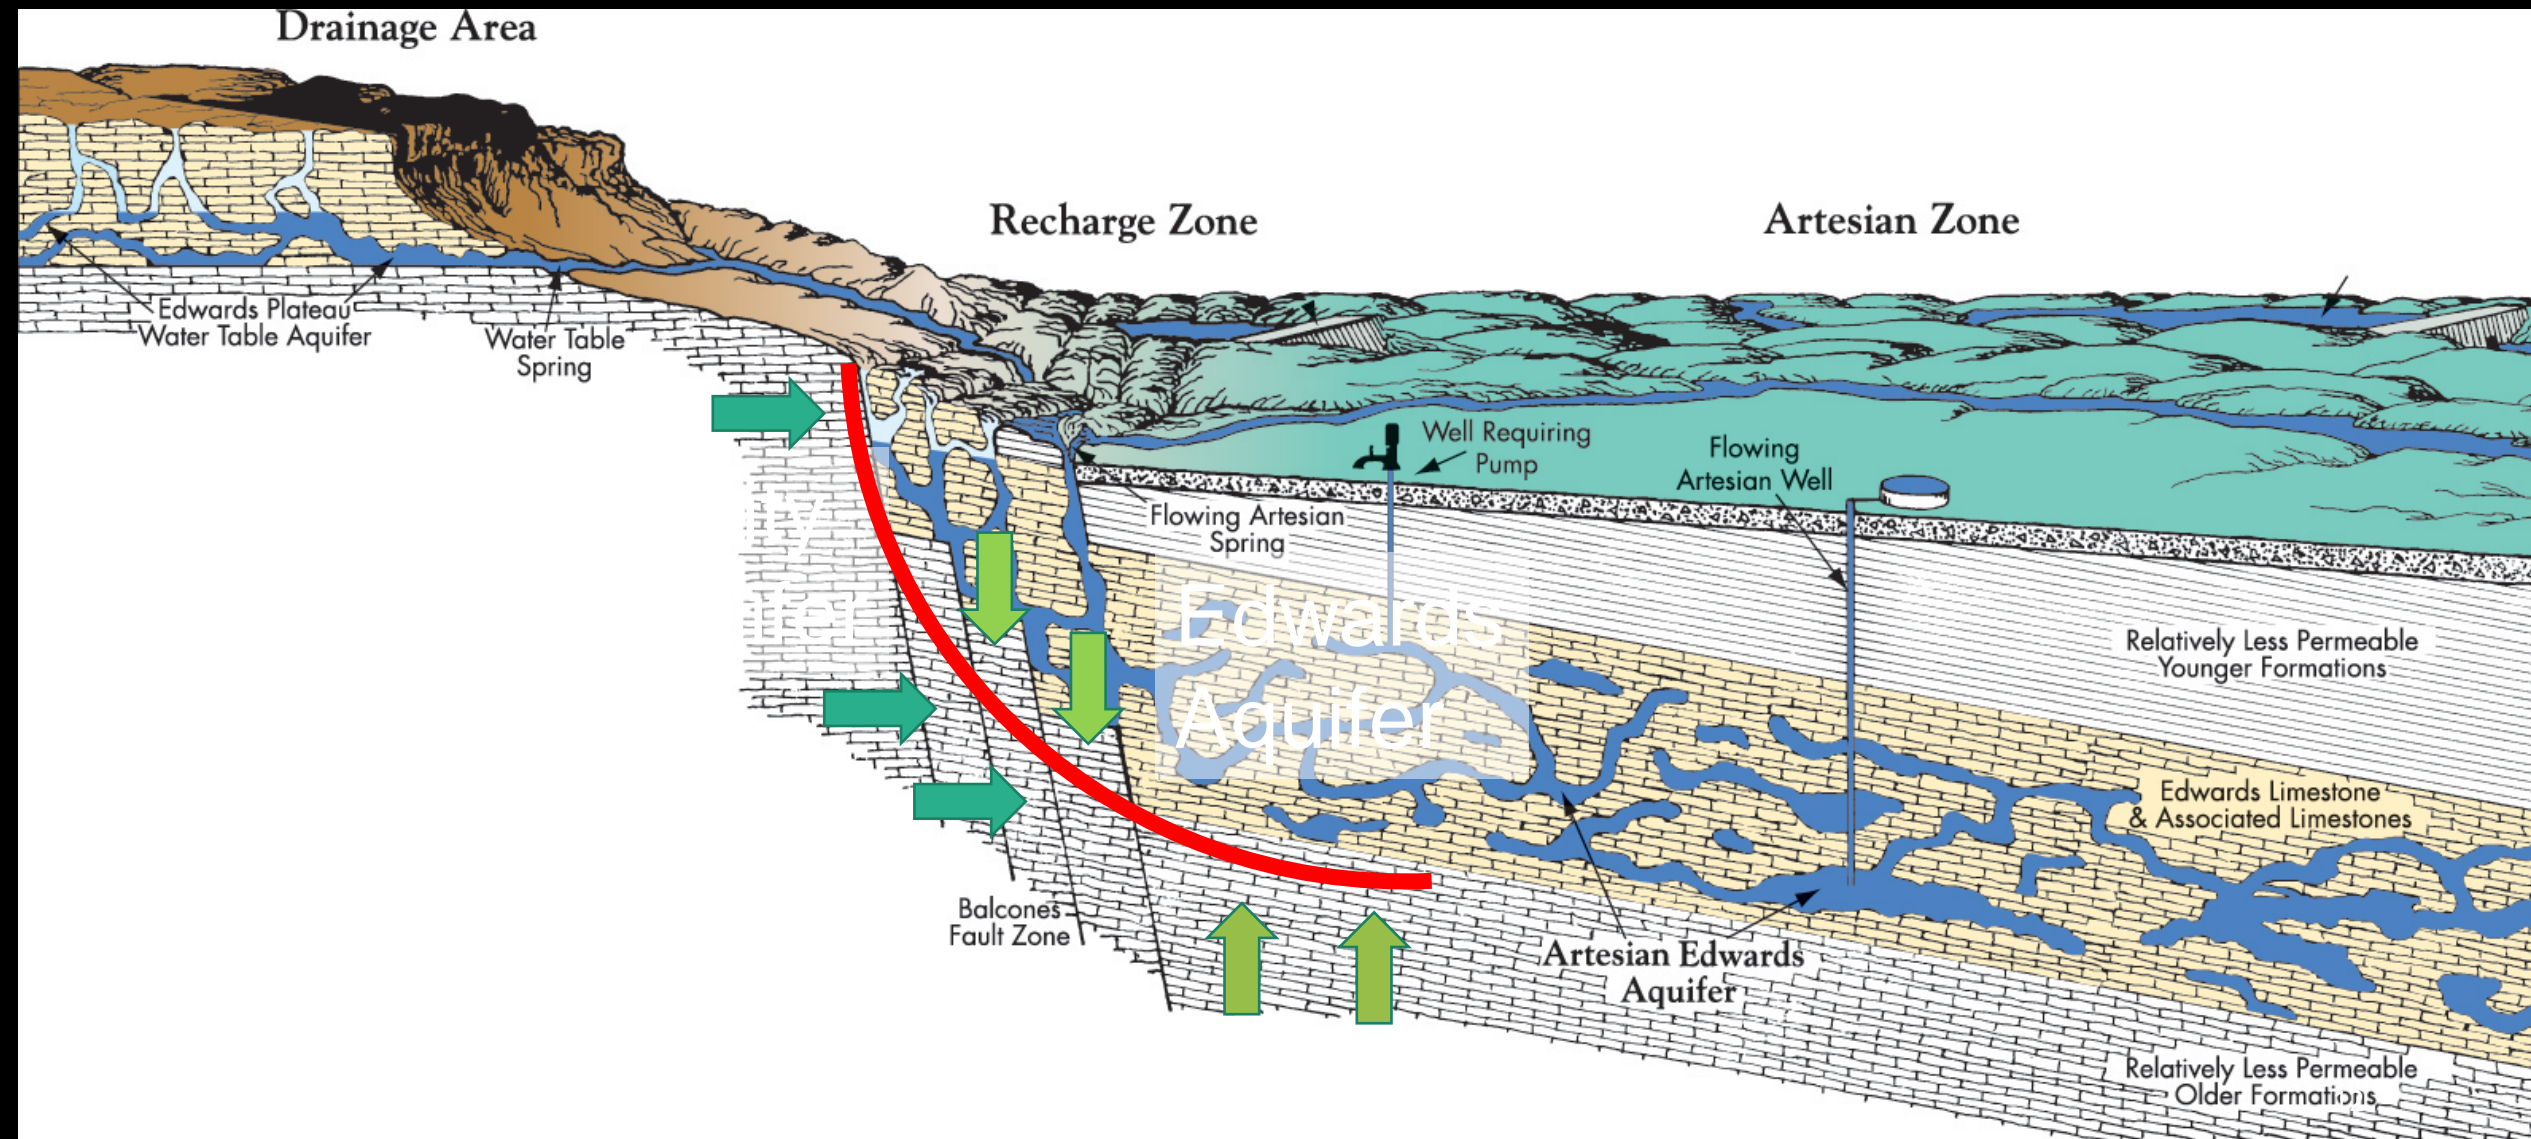 Drainage Area
Recharge Zone
Artesian Zone
Edwards Plateau
Water Table Aquifer
Water Table
Spring
Well Requiring
Pump
Flowing
Artesian Well
Flowing Artesian
Spring
Edwards
Aquifer
Relatively Less Permeable
Younger Formations
Edwards Limestone
& Associated Limestones
Balcones
Fault Zone
Artesian Edwards
Aquifer
Relatively Less Permeable
Older Formations